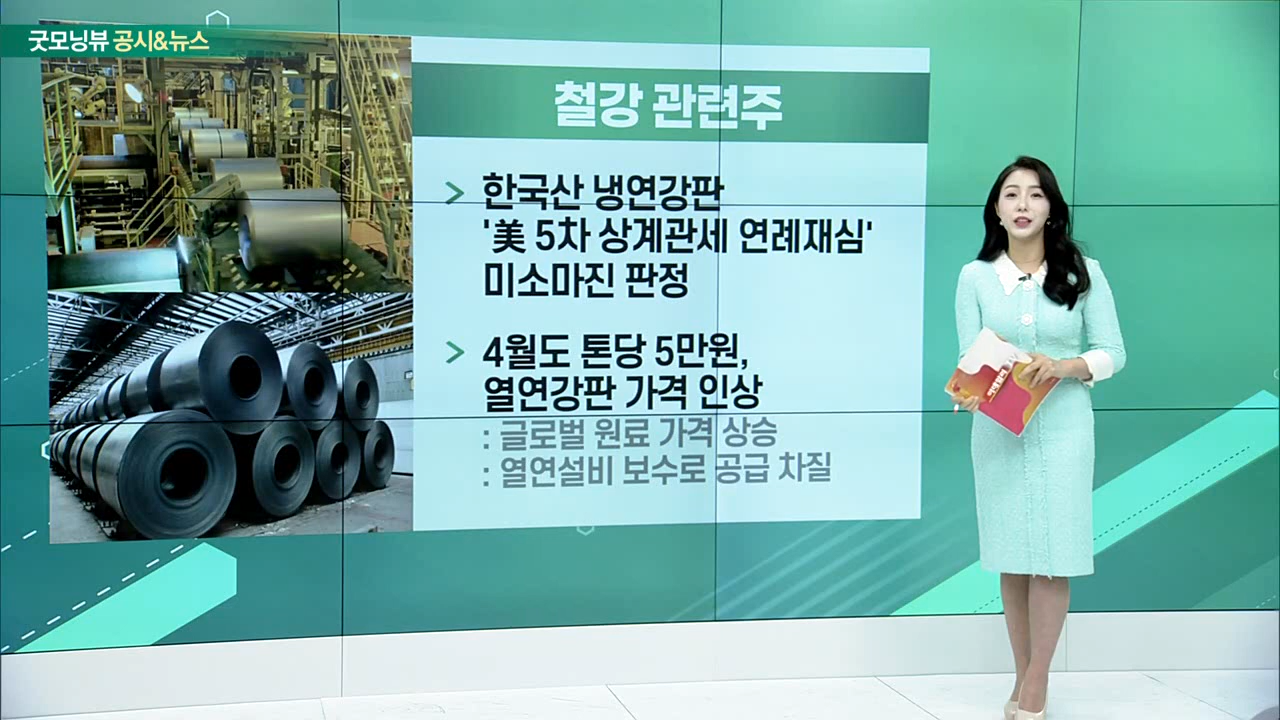 굿모닝뷰 공시&뉴스
철강 관련주
한국산 냉연강판
'美 5차 상계관세 연례재심'
미소마진 판정
4월도 톤당 5만원,
열연강판 가격 인상
: 글로벌 원료 가격 상승
: 열연설비 보수로 공급 차질